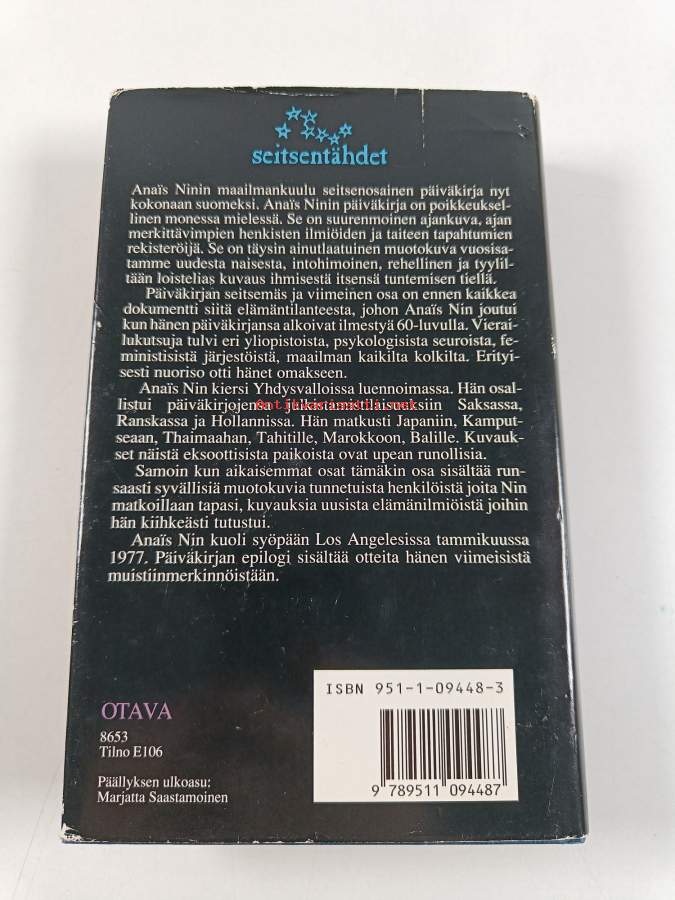 seitsentähdet
Anaïs Ninin maailmankuulu seitsenosainen päiväkirja nyt
kokonaan suomeksi. Anaïs Ninin päiväkirja on poikkeuksel-
linen monessa mielessä. Se on suurenmoinen ajankuva, ajan
merkittävimpien henkisten ilmiöiden ja taiteen tapahtumien
rekisteröijä. Se on täysin ainutlaatuinen muotokuva vuosisa-
tamme uudesta naisesta, intohimoinen, rehellinen ja tyylil-
tään loistelias kuvaus ihmisestä itsensä tuntemisen tiellä.
Päiväkirjan seitsemäs ja viimeinen osa on ennen kaikkea
dokumentti siitä elämäntilanteesta, johon Anaïs Nin joutui
kun hänen päiväkirjansa alkoivat ilmestyä 60-luvulla. Vierai-
lukutsuja tulvi eri yliopistoista, psykologisista seuroista, fe-
ministisistä järjestöistä, maailman kaikilta kolkilta. Erityi-
sesti nuoriso otti hänet omakseen.
Anaïs Nin kiersi Yhdysvalloissa luennoimassa. Hän osal-
listui päiväkirjojensa julkistamistilaisuuksiin Saksassa,
Antikvariaatti.net
Ranskassa ja Hollannissa. Hän matkusti Japaniin, Kamput-
seaan, Thaimaahan, Tahitille, Marokkoon, Balille. Kuvauk-
set näistä eksoottisista paikoista ovat upean runollisia.
Samoin kun aikaisemmat osat tämäkin osa sisältää run-
saasti syvällisiä muotokuvia tunnetuista henkilöistä joita Nin
matkoillaan tapasi, kuvauksia uusista elämänilmiöistä joihin
hän kiihkeästi tutustui.
Anaïs Nin kuoli syöpään Los Angelesissa tammikuussa
1977. Päiväkirjan epilogi sisältää otteita hänen viimeisistä
muistiinmerkinnöistään.
ISBN 951-1-09448-3
OTAVA
8653
Tilno E106
Päällyksen ulkoasu:
Marjatta Saastamoinen
9 789511 094487